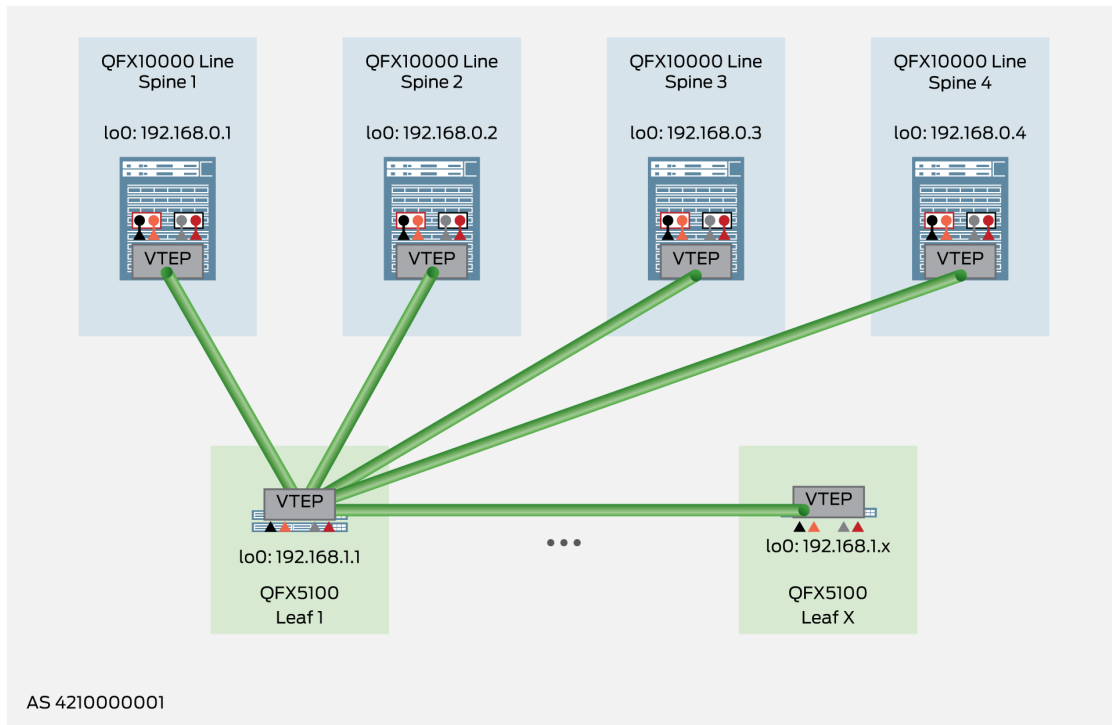 QFX10000 Line
Spine 1
lo0: 192.168.0.1
VTEP
QFX10000 Line
Spine 2
lo0: 192.168.0.2
VTEP
QFX10000 Line
Spine 3
lo0: 192.168.0.3
VTEP
QFX10000 Line
Spine 4
lo0: 192.168.0.4
VTEP
VTEP
lo0: 192.168.1.1
QFX5100
Leaf 1
...
VTEP
lo0: 192.168.1.x
QFX5100
Leaf X
AS 4210000001